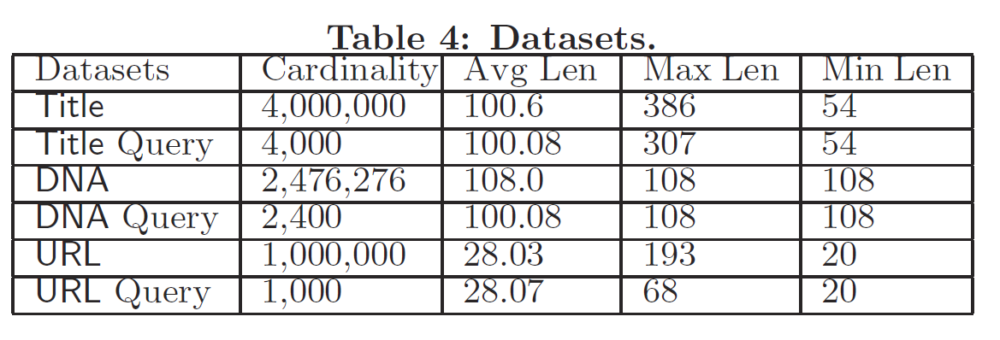 Table 4: Datasets.
Datasets Cardinality Avg Len Max Len Min Len
Title 4,000,000 100.6 386 54
Title Query 4,000 100.08 307 54
DNA 2,476,276 108.0 108 108
DNA Query 2,400 100.08 108 108
URL 1,000,000 28.03 193 20
URL Query 1,000 28.07 68 20